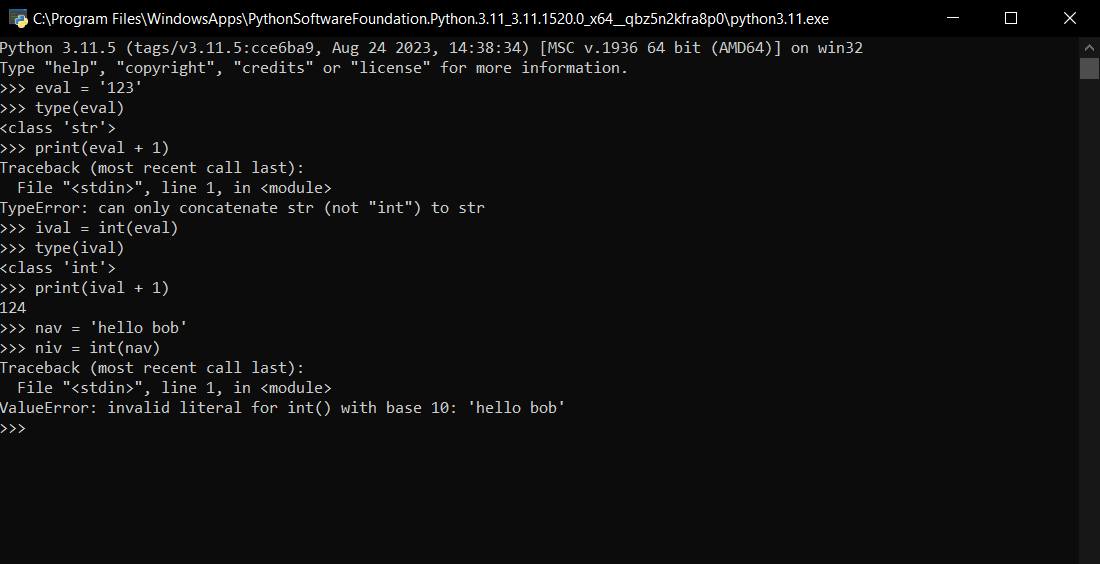 C:\Program Files\WindowsApps\PythonSoftwareFoundation.Python.3.11_3.11.1520.0_x64__qbz5n2kfra8p0\python3.11.exe
Python 3.11.5 (tags/v3.11.5:cce6ba9, Aug 24 2023, 14:38:34) [MSC v.1936 64 bit (AMD64)] on win32
Type "help", "copyright", "credits" or "license" for more information.
>>> eval = '123'
>>> type(eval)
<class 'str'>
>>> print(eval + 1)
Traceback (most recent call last):
  File "<stdin>", line 1, in <module>
TypeError: can only concatenate str (not "int") to str
>>> ival = int(eval)
>>> type(ival)
<class 'int'>
>>> print(ival + 1)
124
>>> nav = 'hello bob'
>>> niv = int(nav)
Traceback (most recent call last):
  File "<stdin>", line 1, in <module>
ValueError: invalid literal for int() with base 10: 'hello bob'
>>>